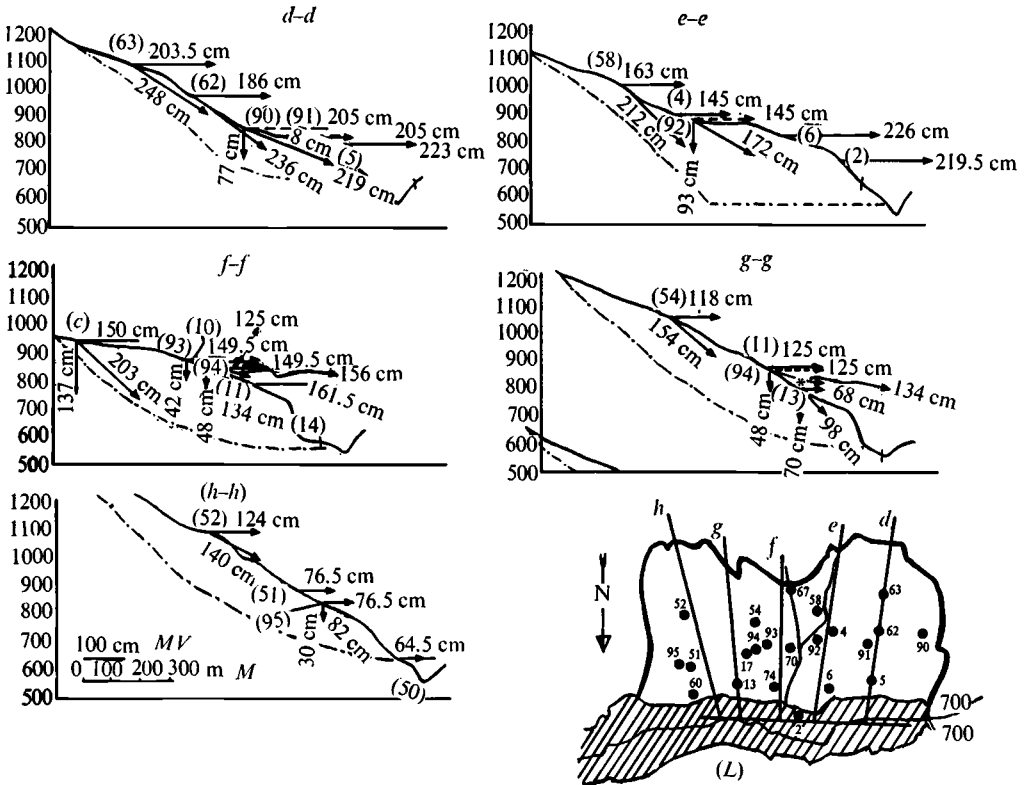 d–d
1200
1100
1000
900
800
700
600
500
(63) 203.5 cm
(62) 186 cm
248 cm
(90) (91) 205 cm
205 cm
8 cm (5)
223 cm
77 cm
236 cm
219 cm
e–e
1200
1100
1000
900
800
700
600
500
(58) 163 cm
(4) 145 cm
145 cm
212 cm
(92)
(6) 226 cm
172 cm
(2)
219.5 cm
93 cm
f–f
1200
1100
1000
900
800
700
600
500
(c) 150 cm
(10) 125 cm
(93) 149.5 cm
149.5 cm
(94)
156 cm
137 cm
203 cm
42 cm
(11) 161.5 cm
48 cm
134 cm
(14)
g–g
1200
1100
1000
900
800
700
600
500
(54) 118 cm
154 cm
(11) 125 cm
125 cm
(94)
*
134 cm
(13) 68 cm
48 cm
70 cm
98 cm
(h–h)
1200
1100
1000
900
800
700
600
500
(52) 124 cm
140 cm
76.5 cm
(51)
76.5 cm
(95)
30 cm
82 cm
64.5 cm
(50)
100 cm MV
0 100 200 300 m M
N
h g f e d
67
63
58
52
54
4
62
90
94 93
92
91
95 51
17
70
60
13
74
6
5
2
700
700
(L)